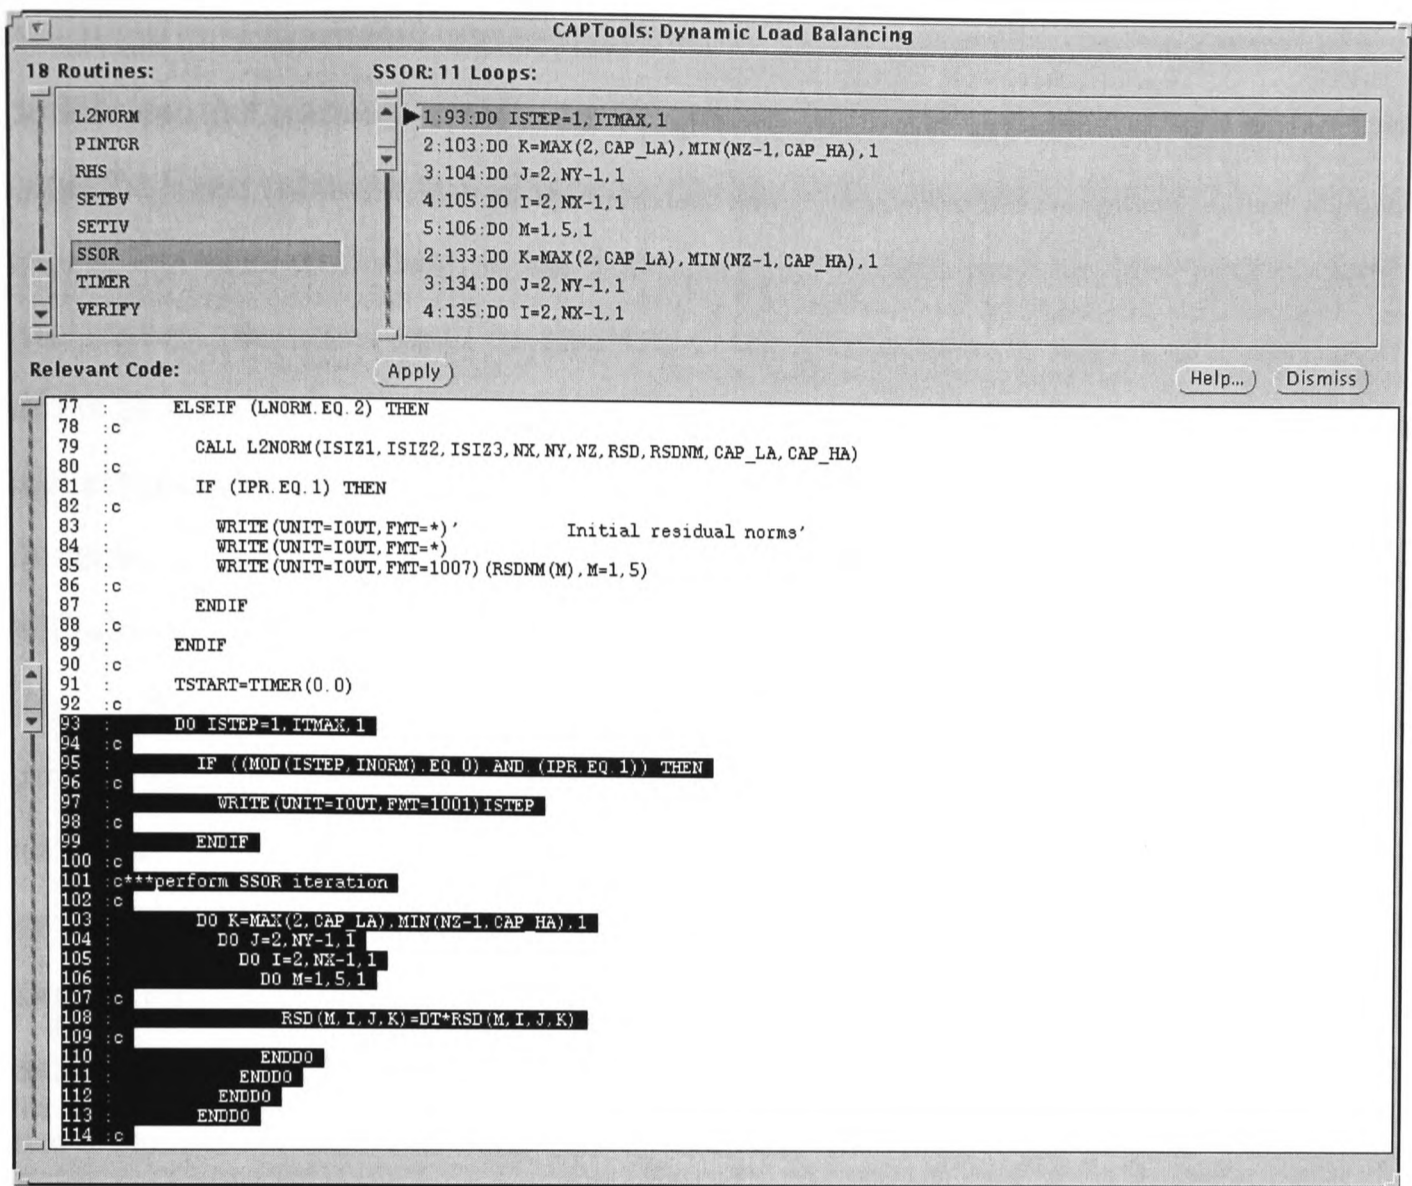 CAPTools: Dynamic Load Balancing
18 Routines:
SSOR: 11 Loops:
L2NORM
PINTGR
RHS
SETBV
SETIV
SSOR
TIMER
VERIFY
1:93:DO ISTEP=1,ITMAX,1
2:103:DO K=MAX(2,CAP_LA),MIN(NZ-1,CAP_HA),1
3:104:DO J=2,NY-1,1
4:105:DO I=2,NX-1,1
5:106:DO M=1,5,1
2:133:DO K=MAX(2,CAP_LA),MIN(NZ-1,CAP_HA),1
3:134:DO J=2,NY-1,1
4:135:DO I=2,NX-1,1
Relevant Code:
Apply
Help...
Dismiss
77 : ELSEIF (LNORM.EQ.2) THEN
78 :c
79 : CALL L2NORM(ISIZ1,ISIZ2,ISIZ3,NX,NY,NZ,RSD,RSDNM,CAP_LA,CAP_HA)
80 :c
81 : IF (IPR.EQ.1) THEN
82 :c
83 : WRITE(UNIT=IOUT,FMT=*)' Initial residual norms'
84 : WRITE(UNIT=IOUT,FMT=*)
85 : WRITE(UNIT=IOUT,FMT=1007)(RSDNM(M),M=1,5)
86 :c
87 : ENDIF
88 :c
89 : ENDIF
90 :c
91 : TSTART=TIMER(0.0)
92 :c
93 : DO ISTEP=1,ITMAX,1
94 :c
95 : IF ((MOD(ISTEP,INORM).EQ.0).AND.(IPR.EQ.1)) THEN
96 :c
97 : WRITE(UNIT=IOUT,FMT=1001)ISTEP
98 :c
99 : ENDIF
100 :c
101 :c***perform SSOR iteration
102 :c
103 : DO K=MAX(2,CAP_LA),MIN(NZ-1,CAP_HA),1
104 : DO J=2,NY-1,1
105 : DO I=2,NX-1,1
106 : DO M=1,5,1
107 :c
108 : RSD(M,I,J,K)=DT*RSD(M,I,J,K)
109 :c
110 : ENDDO
111 : ENDDO
112 : ENDDO
113 : ENDDO
114 :c